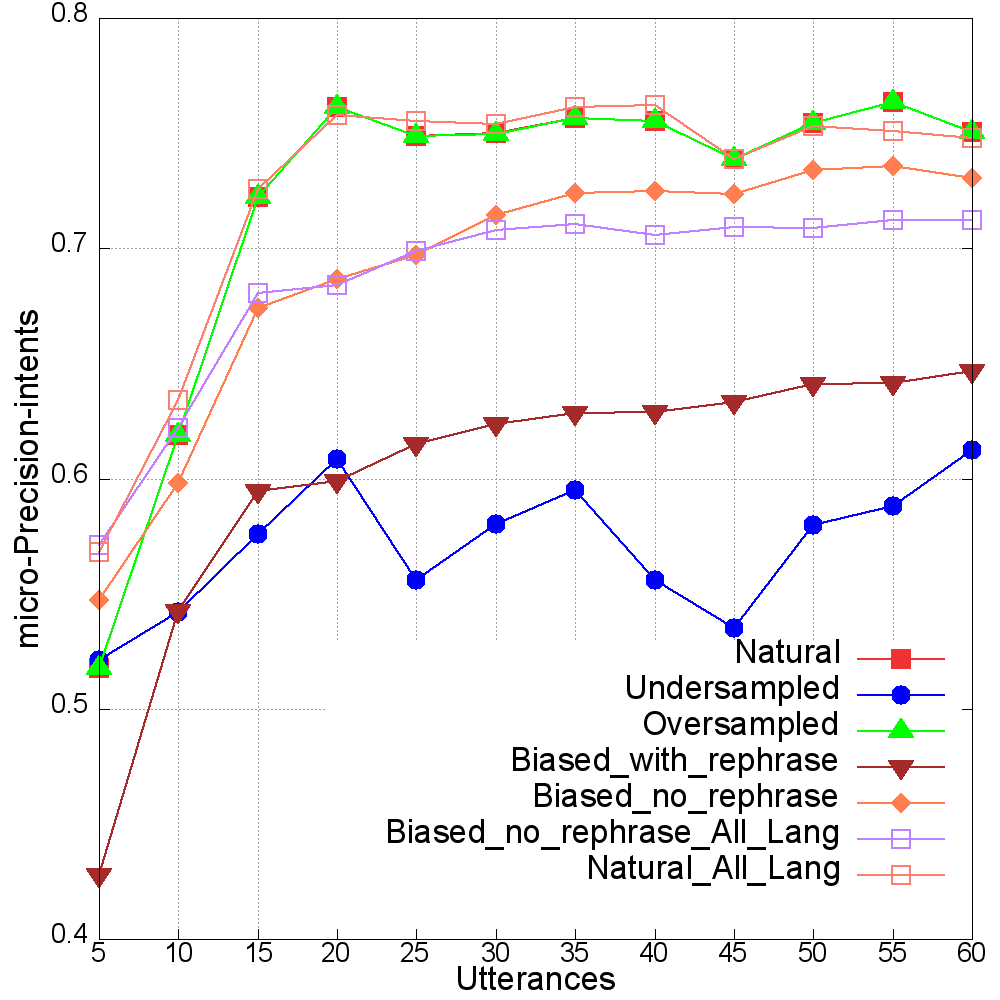 0.8
0.7
0.6
0.5
0.4
micro-Precision-intents
Natural
Undersampled
Oversampled
Biased_with_rephrase
Biased_no_rephrase
Biased_no_rephrase_All_Lang
Natural_All_Lang
5 10 15 20 25 30 35 40 45 50 55 60
Utterances